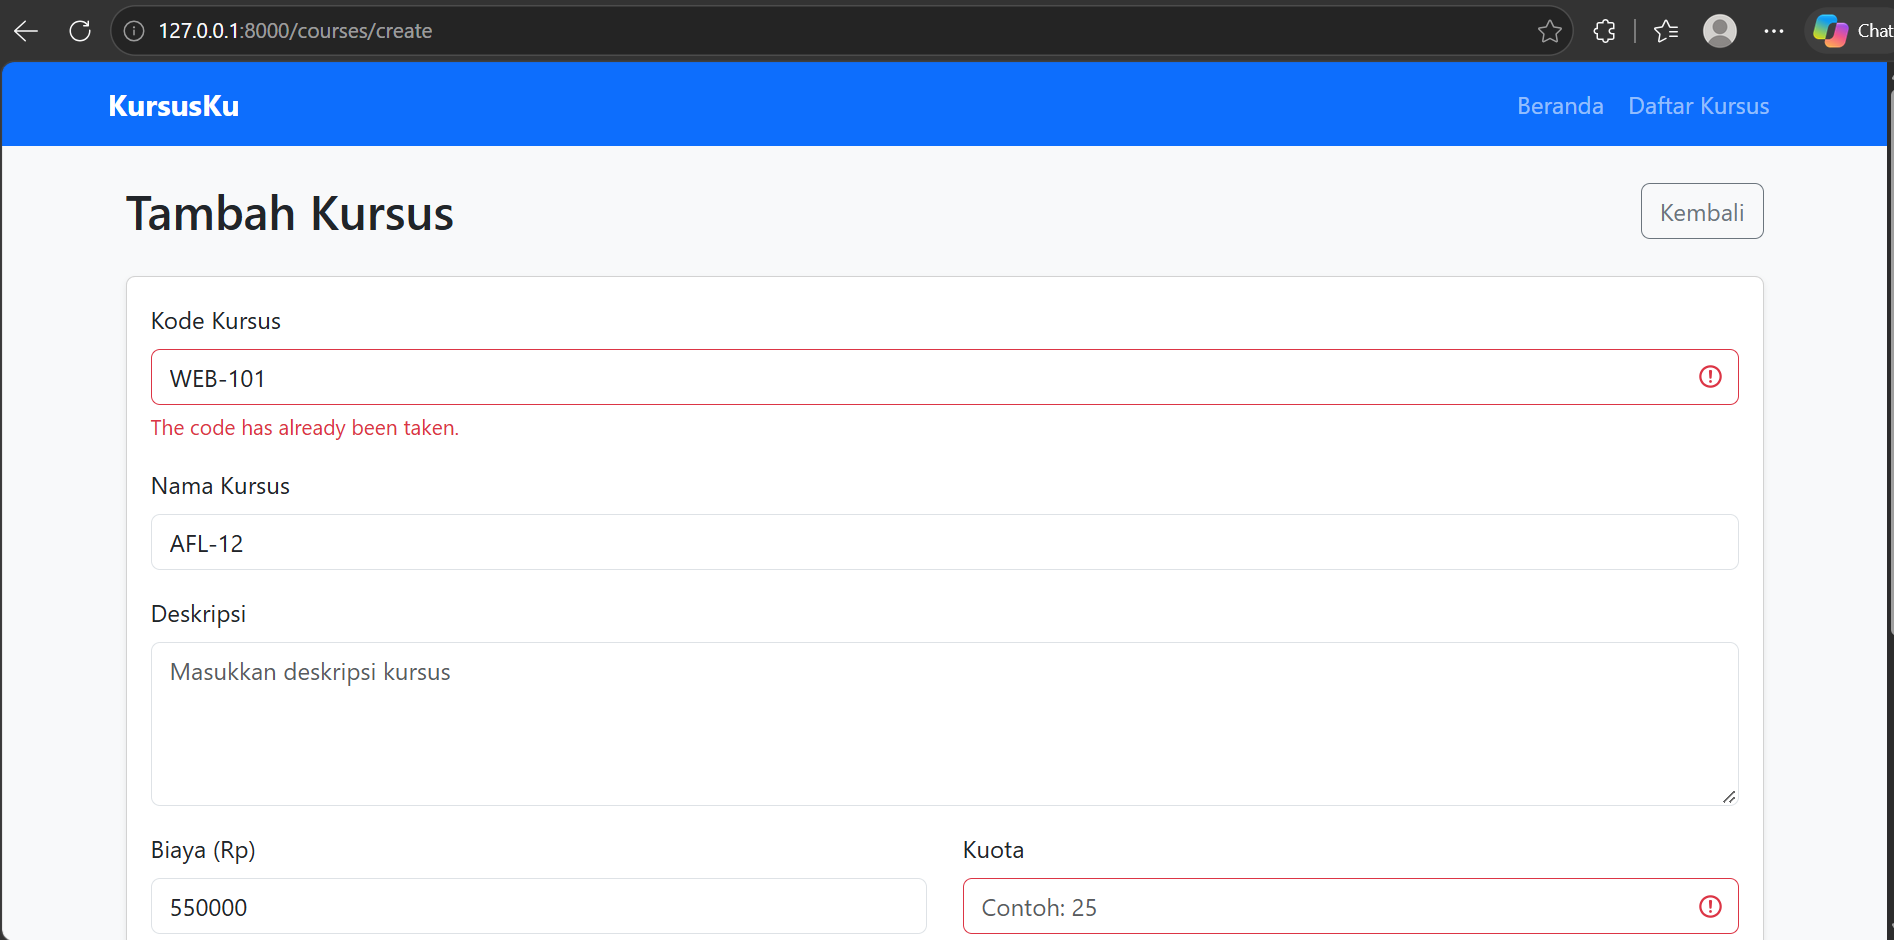 127.0.0.1:8000/courses/create
Chat
KursusKu
Beranda
Daftar Kursus
Tambah Kursus
Kembali
Kode Kursus
WEB-101
The code has already been taken.
Nama Kursus
AFL-12
Deskripsi
Masukkan deskripsi kursus
Biaya (Rp)
Kuota
550000
Contoh: 25